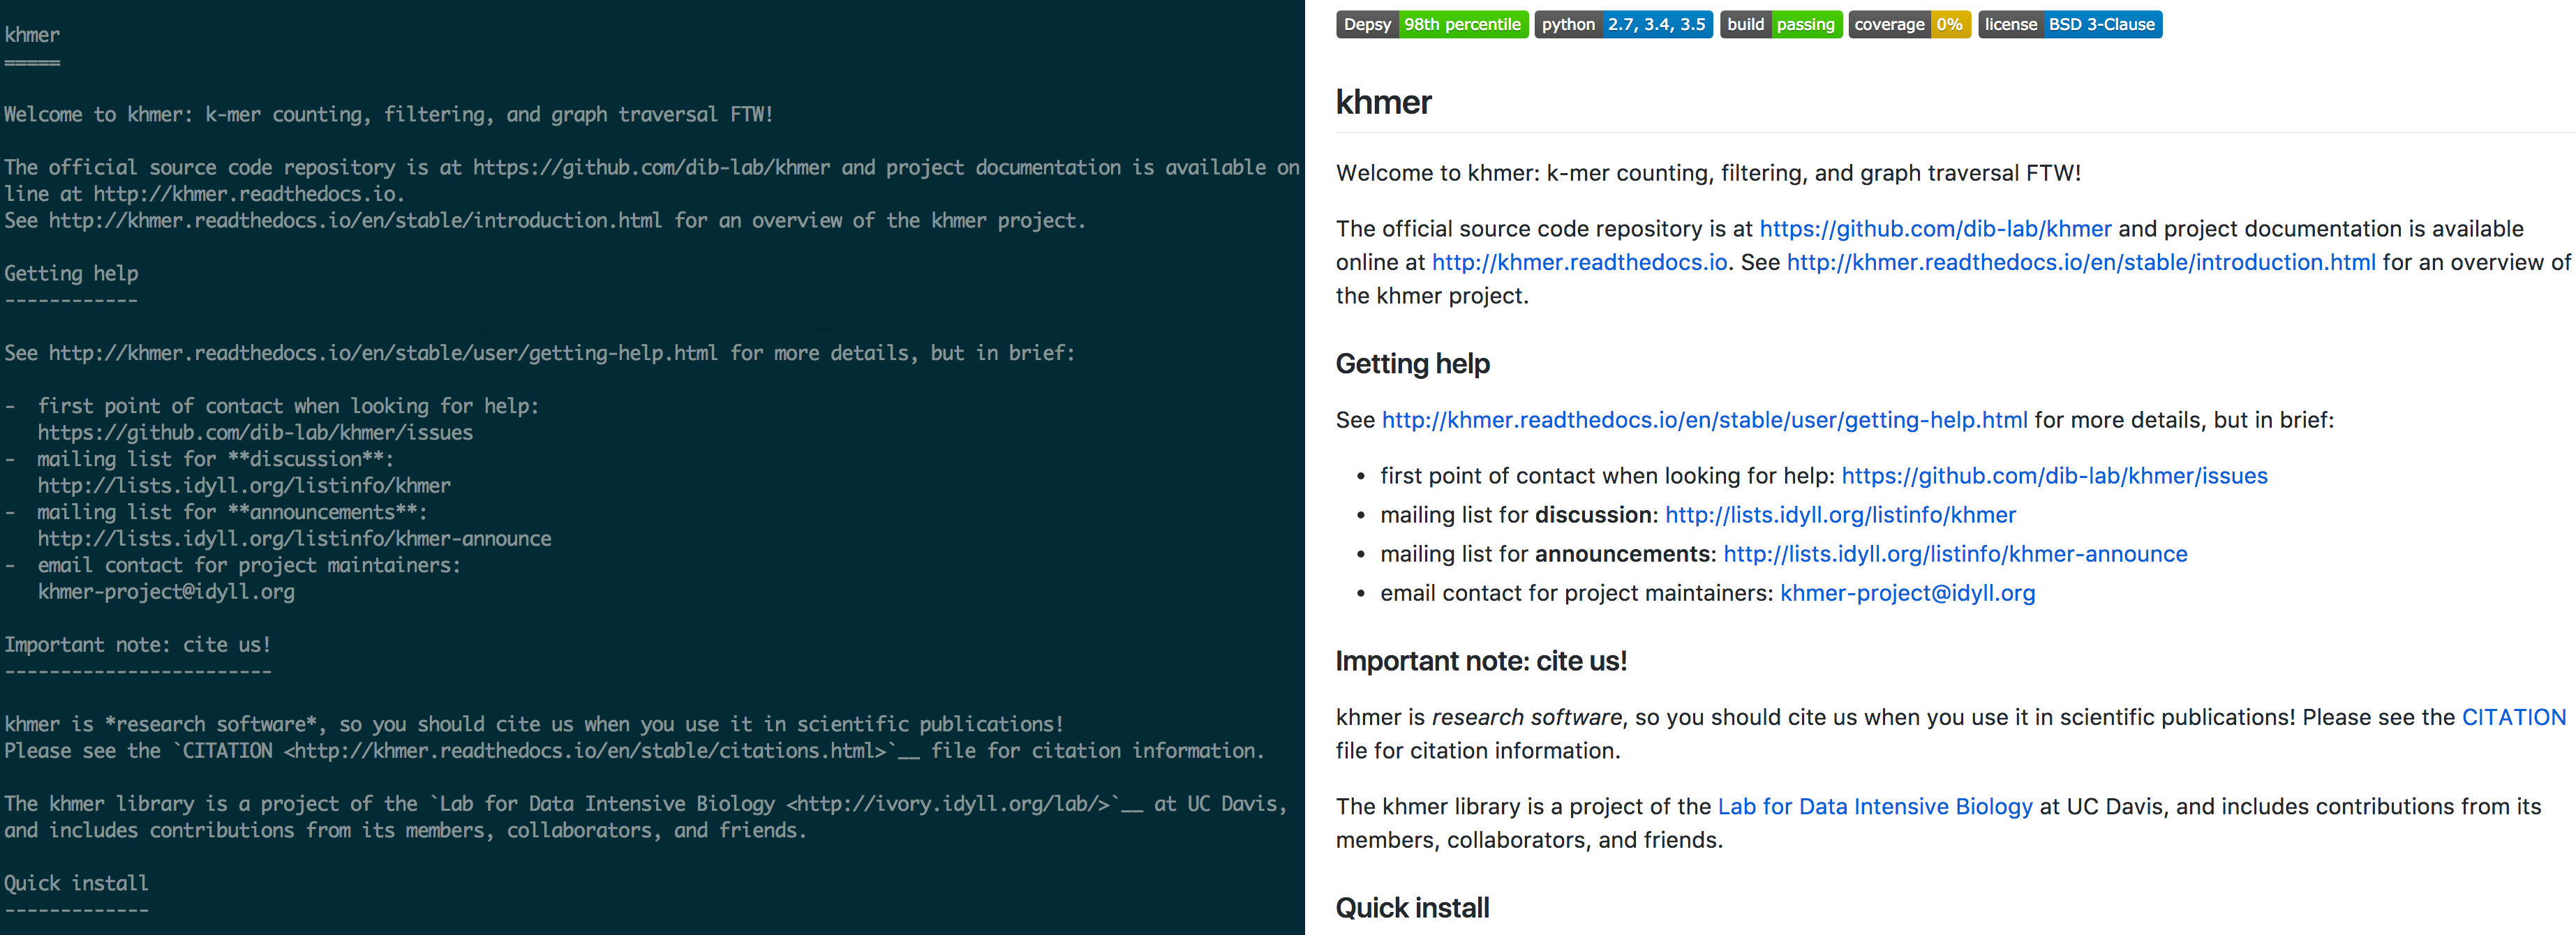 khmer
=====
Welcome to khmer: k-mer counting, filtering, and graph traversal FTW!
The official source code repository is at https://github.com/dib-lab/khmer and project documentation is available on
line at http://khmer.readthedocs.io.
See http://khmer.readthedocs.io/en/stable/introduction.html for an overview of the khmer project.
Getting help
------------
See http://khmer.readthedocs.io/en/stable/user/getting-help.html for more details, but in brief:
-  first point of contact when looking for help:
   https://github.com/dib-lab/khmer/issues
-  mailing list for **discussion**:
   http://lists.idyll.org/listinfo/khmer
-  mailing list for **announcements**:
   http://lists.idyll.org/listinfo/khmer-announce
-  email contact for project maintainers:
   khmer-project@idyll.org
Important note: cite us!
------------------------
khmer is *research software*, so you should cite us when you use it in scientific publications!
Please see the `CITATION <http://khmer.readthedocs.io/en/stable/citations.html>`__ file for citation information.
The khmer library is a project of the `Lab for Data Intensive Biology <http://ivory.idyll.org/lab/>`__ at UC Davis,
and includes contributions from its members, collaborators, and friends.
Quick install
-------------
Depsy 98th percentile python 2.7, 3.4, 3.5 build passing coverage 0% license BSD 3-Clause
khmer
Welcome to khmer: k-mer counting, filtering, and graph traversal FTW!
The official source code repository is at https://github.com/dib-lab/khmer and project documentation is available
online at http://khmer.readthedocs.io. See http://khmer.readthedocs.io/en/stable/introduction.html for an overview of
the khmer project.
Getting help
See http://khmer.readthedocs.io/en/stable/user/getting-help.html for more details, but in brief:
• first point of contact when looking for help: https://github.com/dib-lab/khmer/issues
• mailing list for discussion: http://lists.idyll.org/listinfo/khmer
• mailing list for announcements: http://lists.idyll.org/listinfo/khmer-announce
• email contact for project maintainers: khmer-project@idyll.org
Important note: cite us!
khmer is research software, so you should cite us when you use it in scientific publications! Please see the CITATION
file for citation information.
The khmer library is a project of the Lab for Data Intensive Biology at UC Davis, and includes contributions from its
members, collaborators, and friends.
Quick install